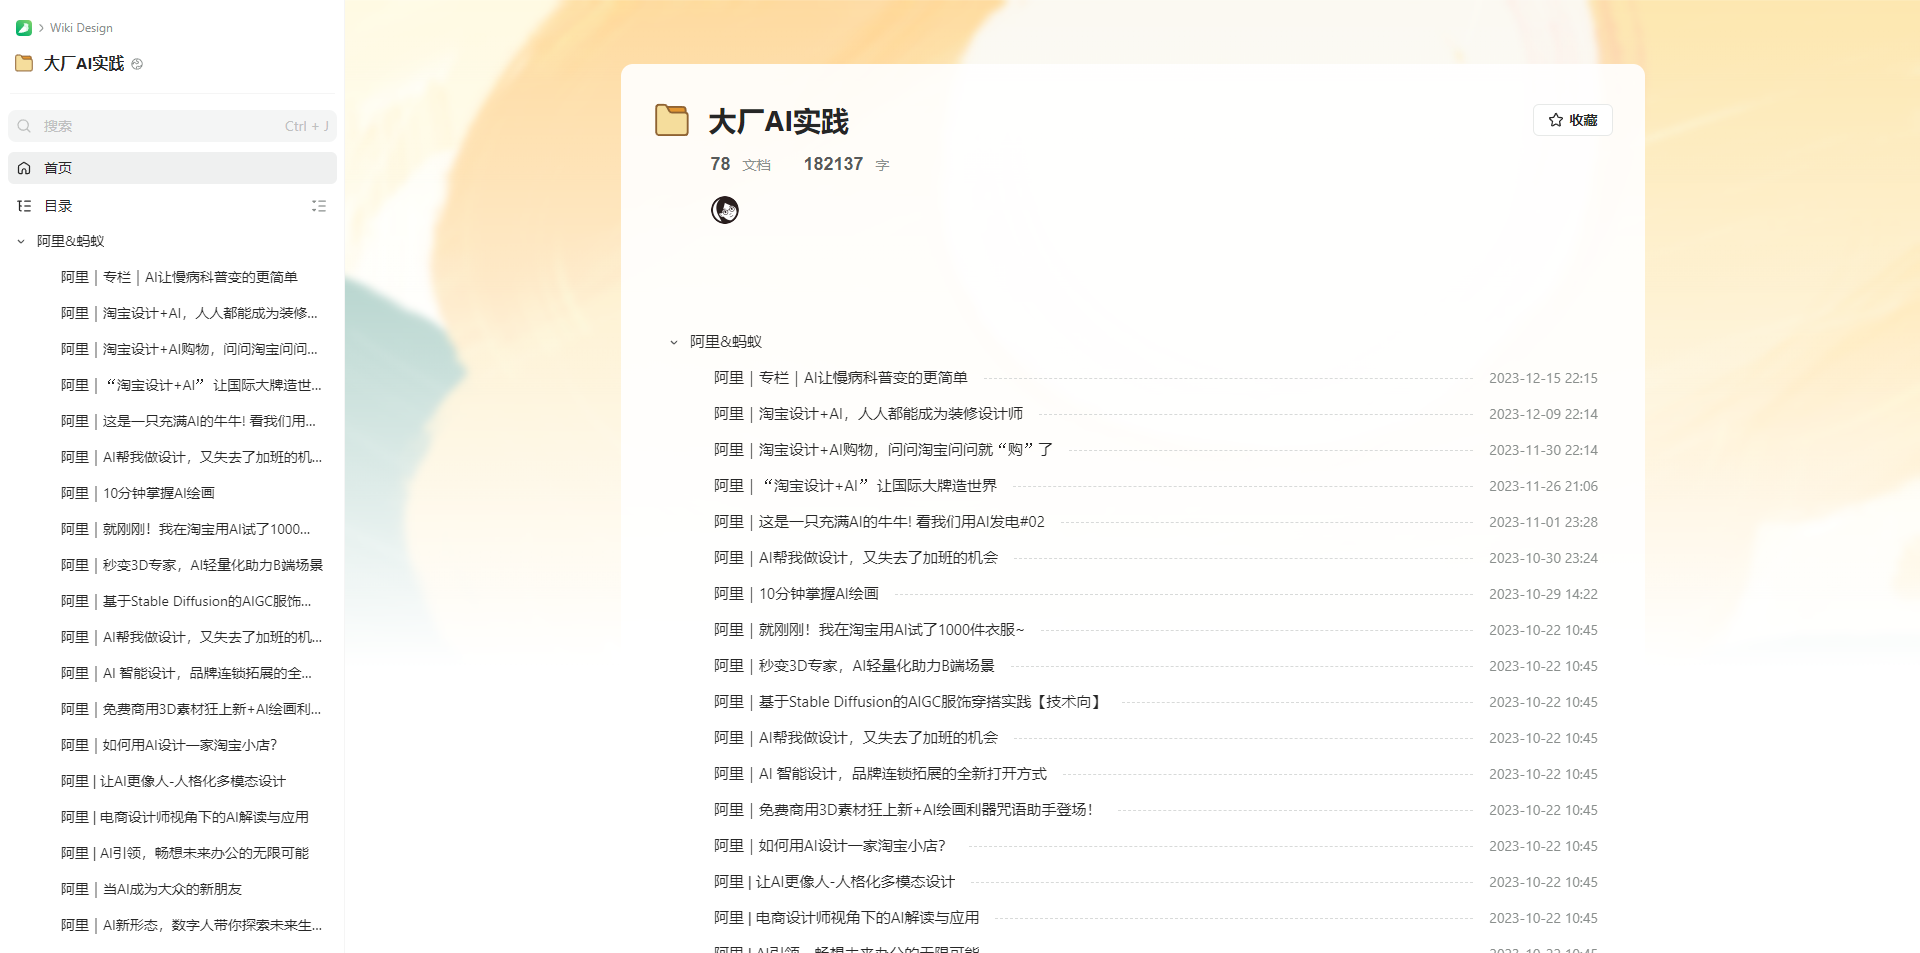 Wiki Design
大厂AI实践
搜索
Ctrl + J
首页
目录
阿里&蚂蚁
阿里｜专栏｜AI让慢病科普变的更简单
阿里｜淘宝设计+AI，人人都能成为装修...
阿里｜淘宝设计+AI购物，问问淘宝问问...
阿里｜“淘宝设计+AI” 让国际大牌造世...
阿里｜这是一只充满AI的牛牛! 看我们用...
阿里｜AI帮我做设计，又失去了加班的机...
阿里｜10分钟掌握AI绘画
阿里｜就刚刚！我在淘宝用AI试了1000...
阿里｜秒变3D专家，AI轻量化助力B端场景
阿里｜基于Stable Diffusion的AIGC服饰...
阿里｜AI帮我做设计，又失去了加班的机...
阿里｜AI 智能设计，品牌连锁拓展的全...
阿里｜免费商用3D素材狂上新+AI绘画利...
阿里｜如何用AI设计一家淘宝小店？
阿里 | 让AI更像人-人格化多模态设计
阿里 | 电商设计师视角下的AI解读与应用
阿里 | AI引领，畅想未来办公的无限可能
阿里｜当AI成为大众的新朋友
阿里｜AI新形态，数字人带你探索未来生...
大厂AI实践
收藏
78 文档 182137 字
阿里&蚂蚁
阿里｜专栏｜AI让慢病科普变的更简单 2023-12-15 22:15
阿里｜淘宝设计+AI，人人都能成为装修设计师 2023-12-09 22:14
阿里｜淘宝设计+AI购物，问问淘宝问问就“购”了 2023-11-30 22:14
阿里｜“淘宝设计+AI” 让国际大牌造世界 2023-11-26 21:06
阿里｜这是一只充满AI的牛牛! 看我们用AI发电#02 2023-11-01 23:28
阿里｜AI帮我做设计，又失去了加班的机会 2023-10-30 23:24
阿里｜10分钟掌握AI绘画 2023-10-29 14:22
阿里｜就刚刚！我在淘宝用AI试了1000件衣服~ 2023-10-22 10:45
阿里｜秒变3D专家，AI轻量化助力B端场景 2023-10-22 10:45
阿里｜基于Stable Diffusion的AIGC服饰穿搭实践【技术向】 2023-10-22 10:45
阿里｜AI帮我做设计，又失去了加班的机会 2023-10-22 10:45
阿里｜AI 智能设计，品牌连锁拓展的全新打开方式 2023-10-22 10:45
阿里｜免费商用3D素材狂上新+AI绘画利器咒语助手登场！ 2023-10-22 10:45
阿里｜如何用AI设计一家淘宝小店？ 2023-10-22 10:45
阿里 | 让AI更像人-人格化多模态设计 2023-10-22 10:45
阿里 | 电商设计师视角下的AI解读与应用 2023-10-22 10:45
阿里 | AI引领，畅想未来办公的无限可能 2023-10-22 10:45